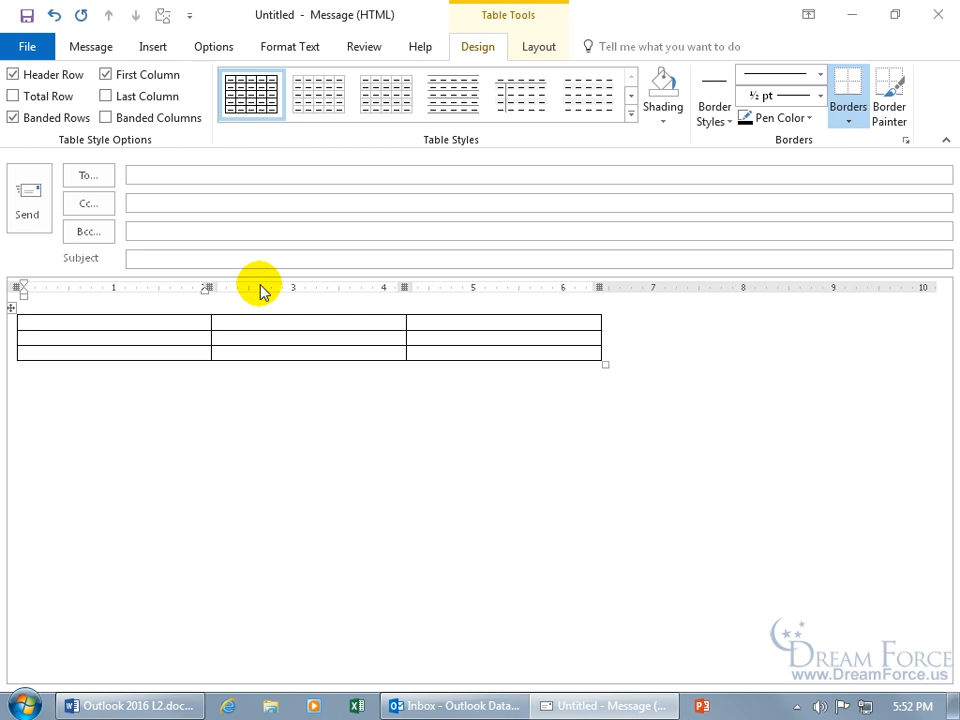 Untitled - Message (HTML)
Table Tools
File
Message
Insert
Options
Format Text
Review
Help
Design
Layout
Tell me what you want to do
Header Row
First Column
Total Row
Last Column
Banded Rows
Banded Columns
Table Style Options
Table Styles
Shading
Border
Styles
½ pt
Pen Color
Borders
Border
Painter
Borders
To...
Cc...
Bcc...
Send
Subject
1 2 3 4 5 6 7 8 9 10
DREAM FORCE
www.DreamForce.us
Outlook 2016 L2.doc...
Inbox - Outlook Data...
Untitled - Message (...
5:52 PM